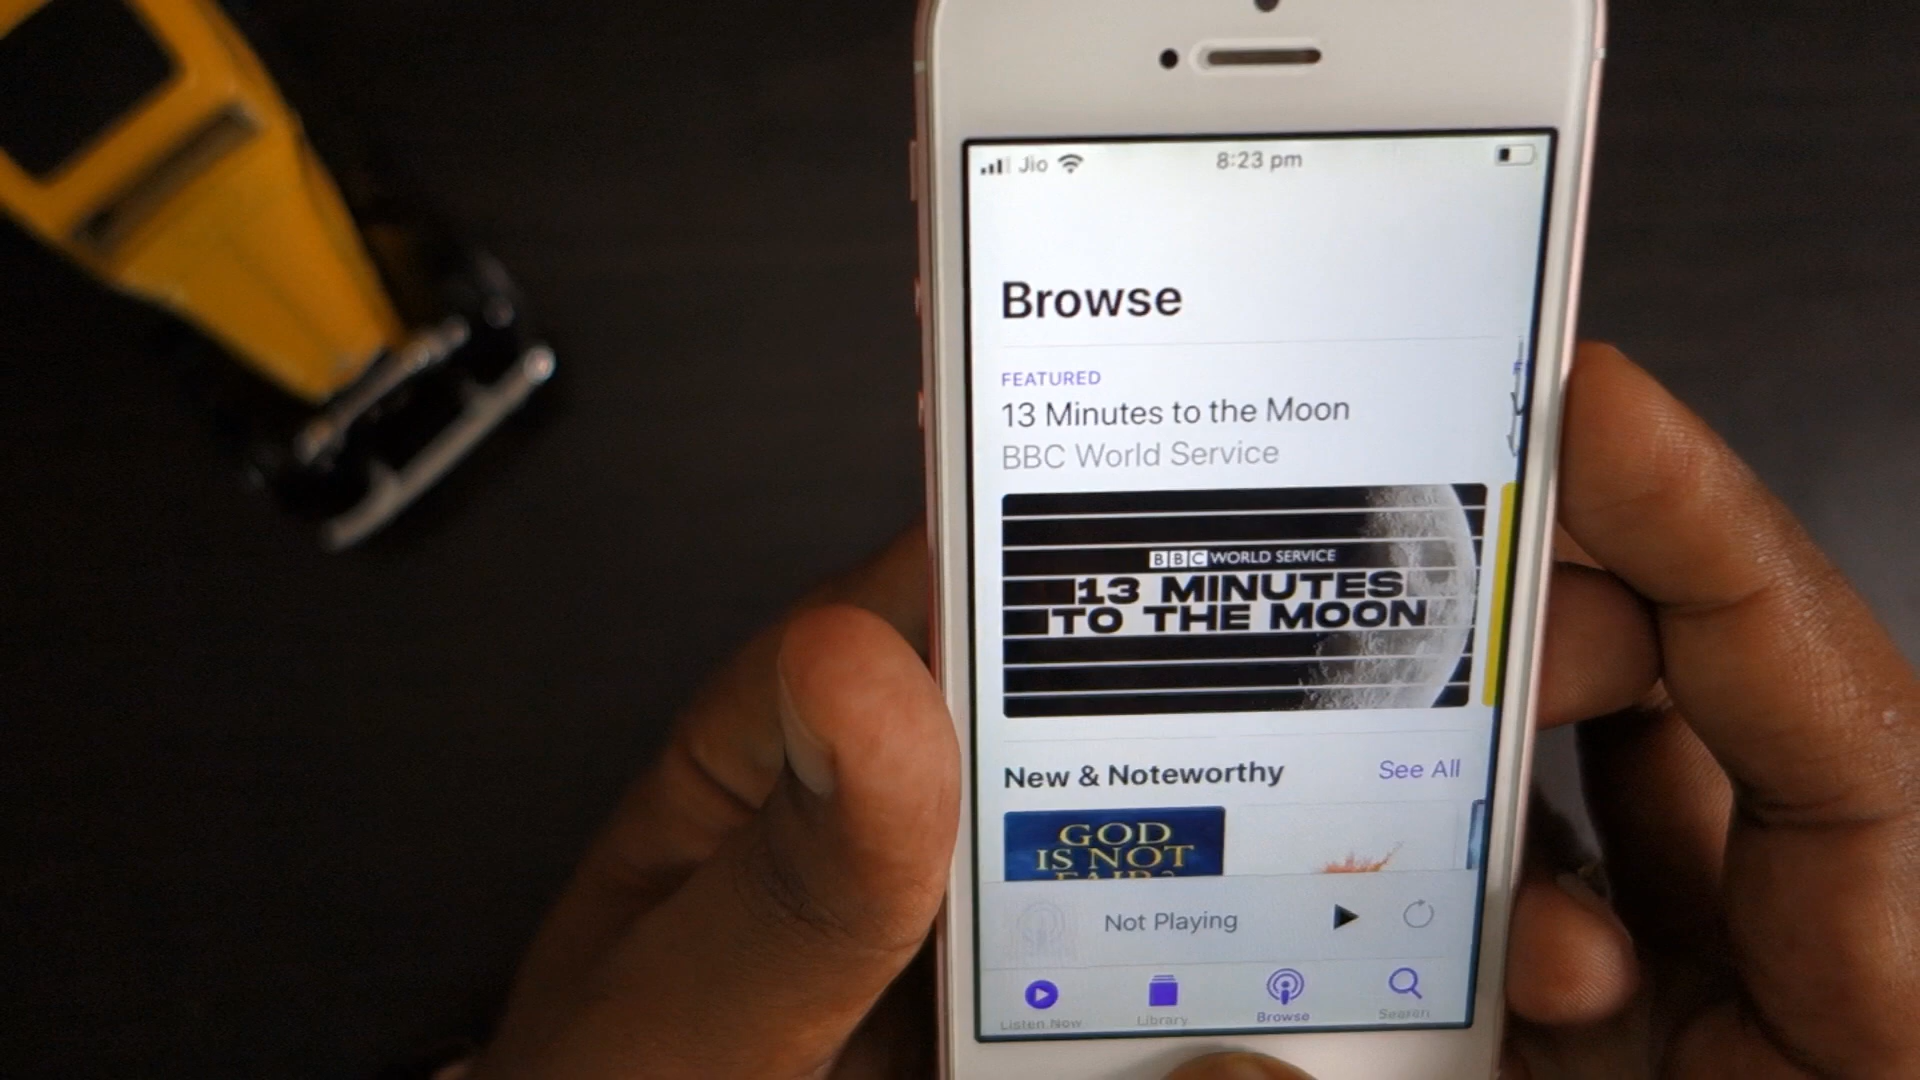 Jio 8:23 pm
Browse
FEATURED
13 Minutes to the Moon
BBC World Service
BBC WORLD SERVICE
13 MINUTES
TO THE MOON
New & Noteworthy See All
GOD
IS NOT
FAIR?
Not Playing
Listen Now Library Browse Search